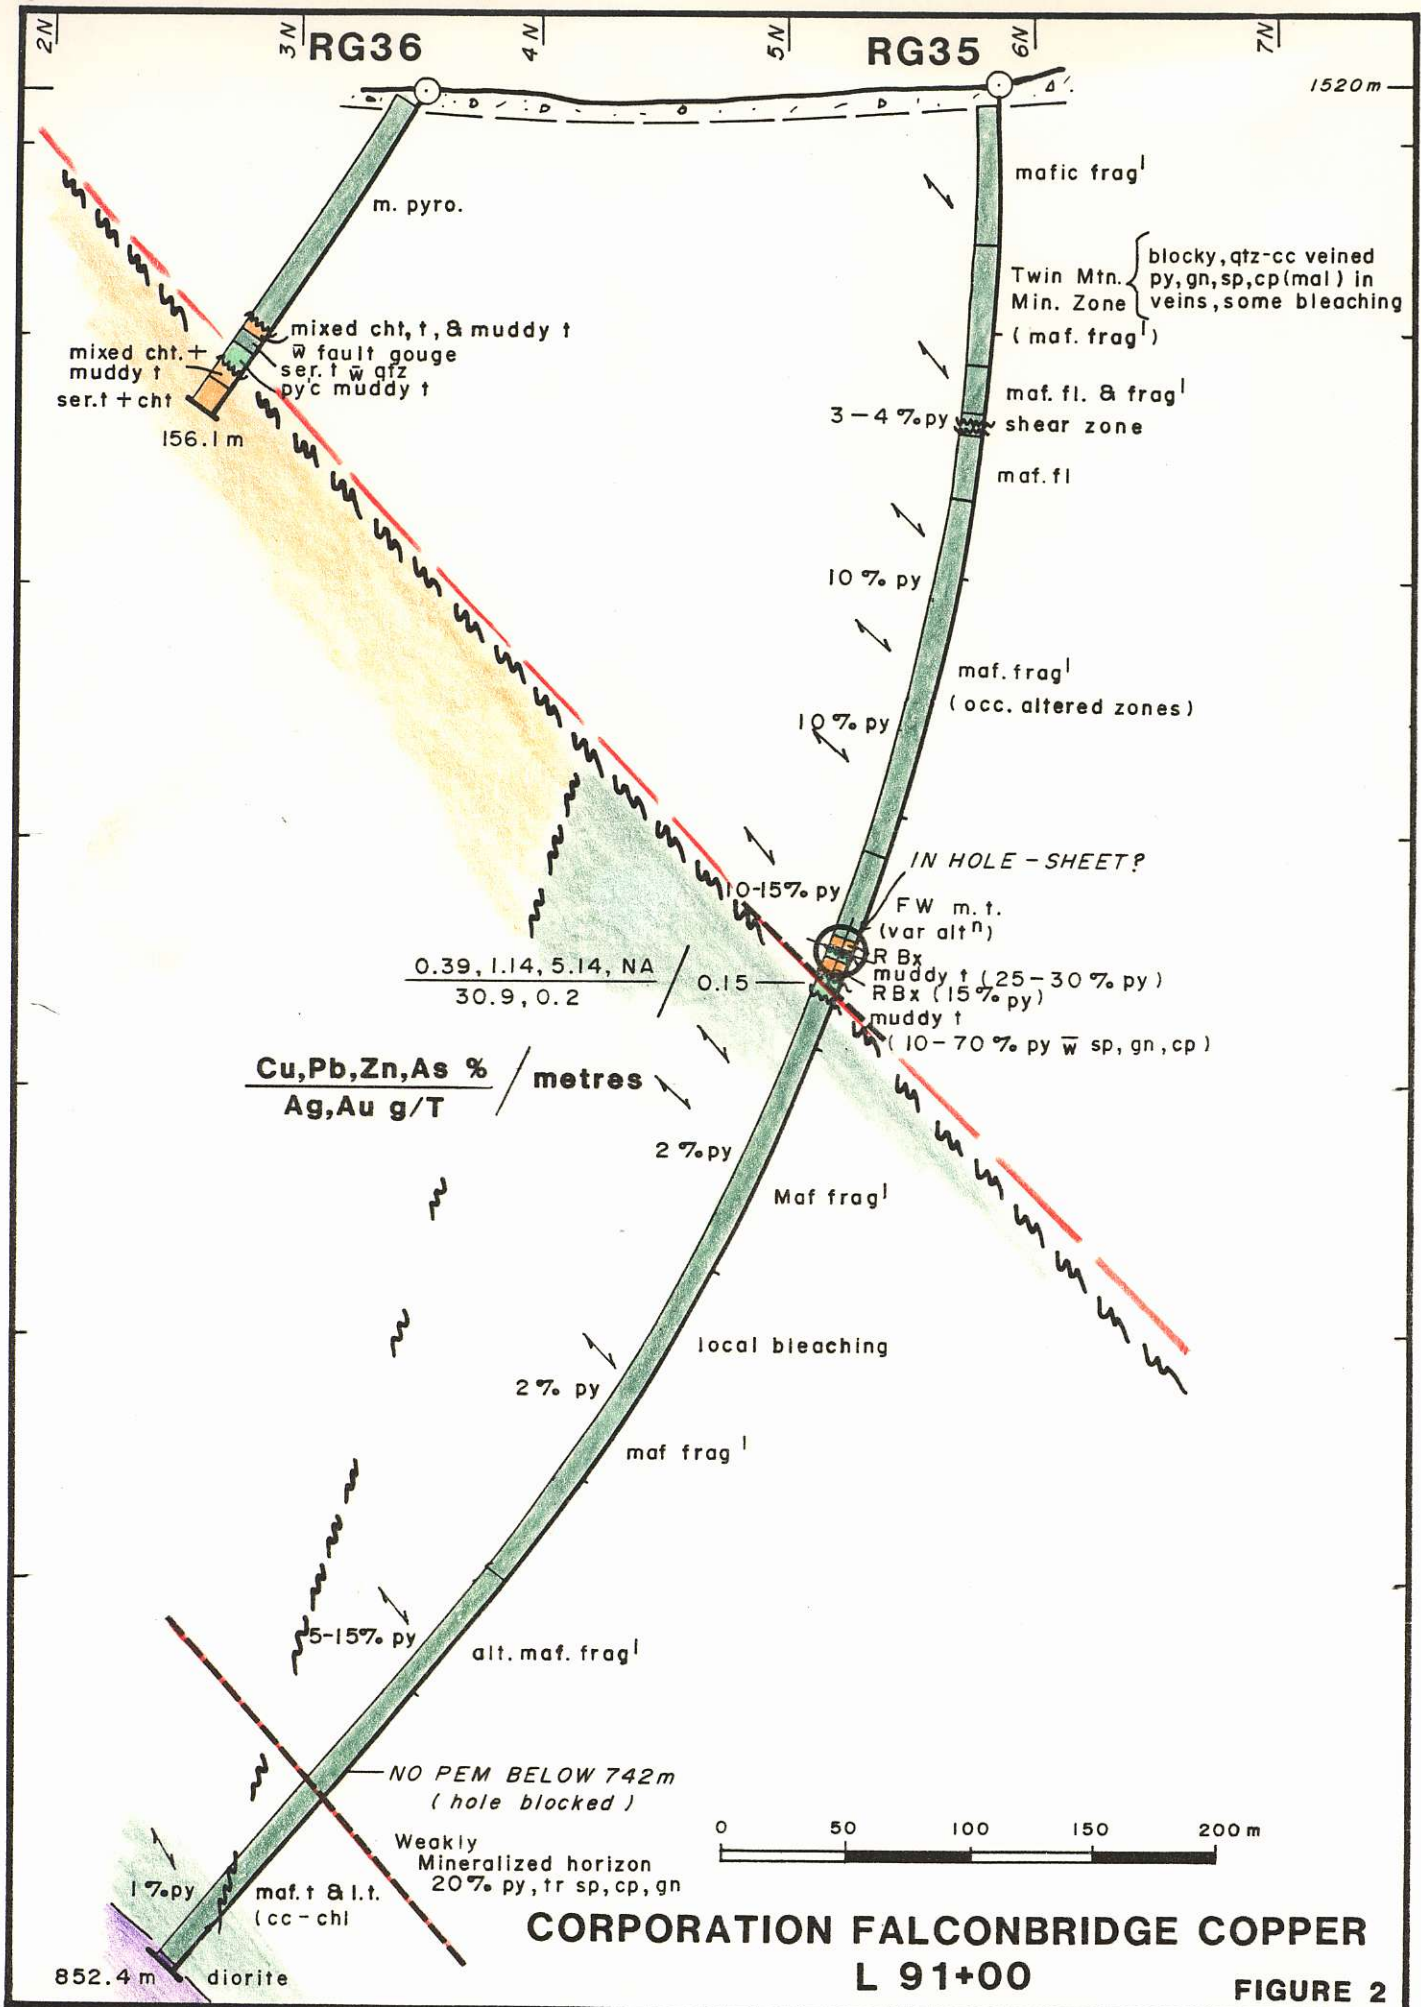 2N
3N
4N
5N
6N
7N
RG36
RG35
1520m
m. pyro.
mafic frag'
Twin Mtn.
Min. Zone
blocky, qtz-cc veined
py, gn, sp, cp (mal) in
veins, some bleaching
(maf. frag')
mixed cht, t, & muddy t
w̄ fault gouge
ser. t w̄ qtz
py'c muddy t
mixed cht. +
muddy t
ser. t + cht
156.1 m
maf. fl. & frag'
3-4 % py
shear zone
maf. fl
10 % py
maf. frag'
(occ. altered zones)
10 % py
IN HOLE - SHEET?
10-15% py
FW m. t.
(var altⁿ)
R Bx
muddy t (25-30 % py)
RBx (15% py)
muddy t
(10-70 % py w̄ sp, gn, cp)
0.39, 1.14, 5.14, NA
30.9, 0.2
0.15
Cu, Pb, Zn, As %
Ag, Au g/T
/ metres
2 % py
Maf frag'
local bleaching
2 % py
maf frag'
5-15% py
alt. maf. frag'
NO PEM BELOW 742m
(hole blocked)
Weakly
Mineralized horizon
20% py, tr sp, cp, gn
0 50 100 150 200 m
1 % py
maf. t & l.t.
(cc-chl
852.4 m
diorite
CORPORATION FALCONBRIDGE COPPER
L 91+00
FIGURE 2